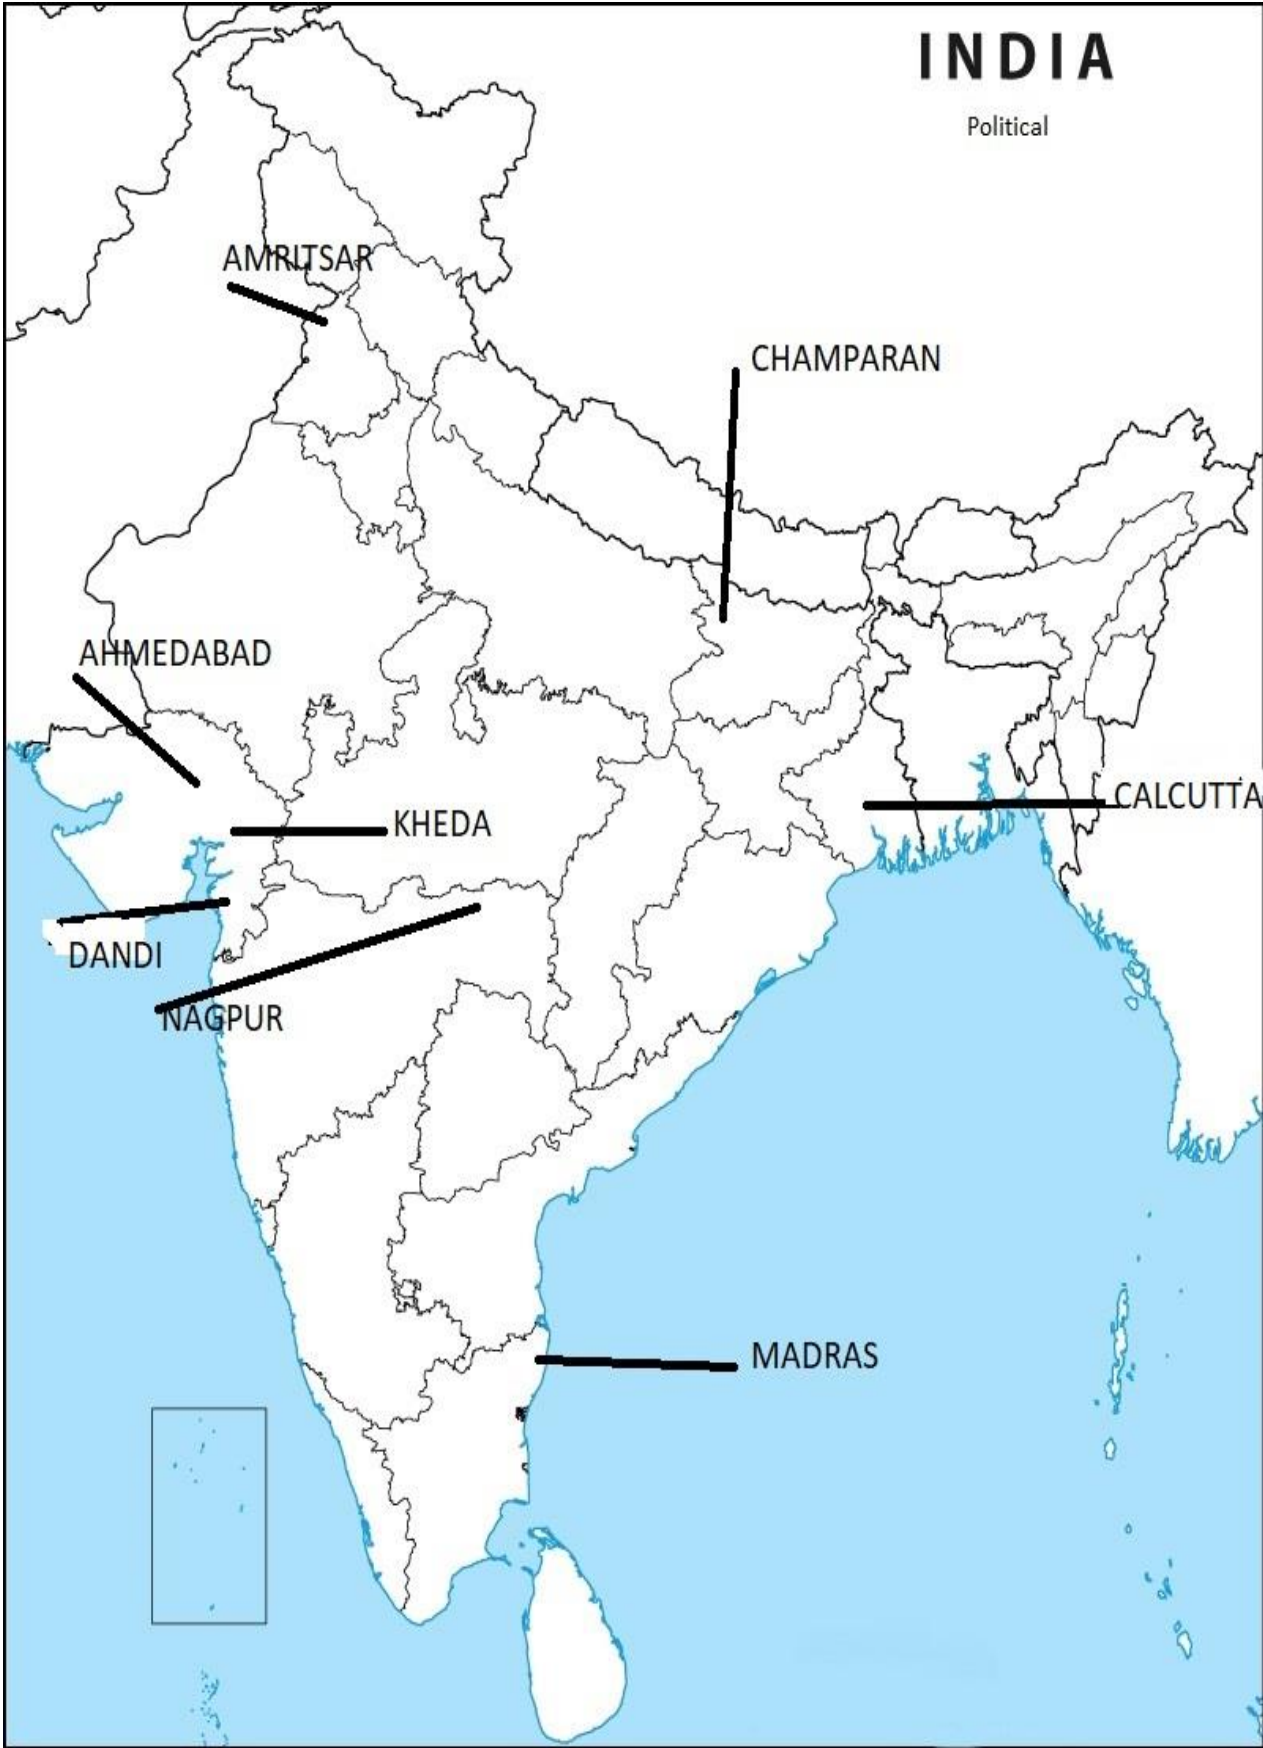 INDIA
Political
AMRITSAR
CHAMPARAN
AHMEDABAD
CALCUTTA
KHEDA
DANDI
NAGPUR
MADRAS